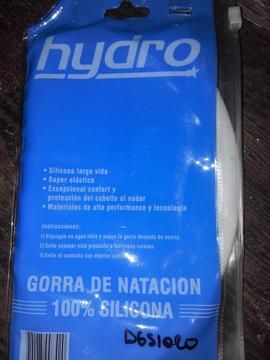 hydro
• Silicona larga vida
• Super elástico
• Excepcional confort y
protección del cabello al nadar
• Materiales de alta performance y tecnología
Instrucciones:
1) Enjuague en agua tibia y seque la gorra después de usarla.
2) Evite exponer este producto a los rayos solares.
3) Evite el contacto con objetos
GORRA DE NATACION
100% SILICONA